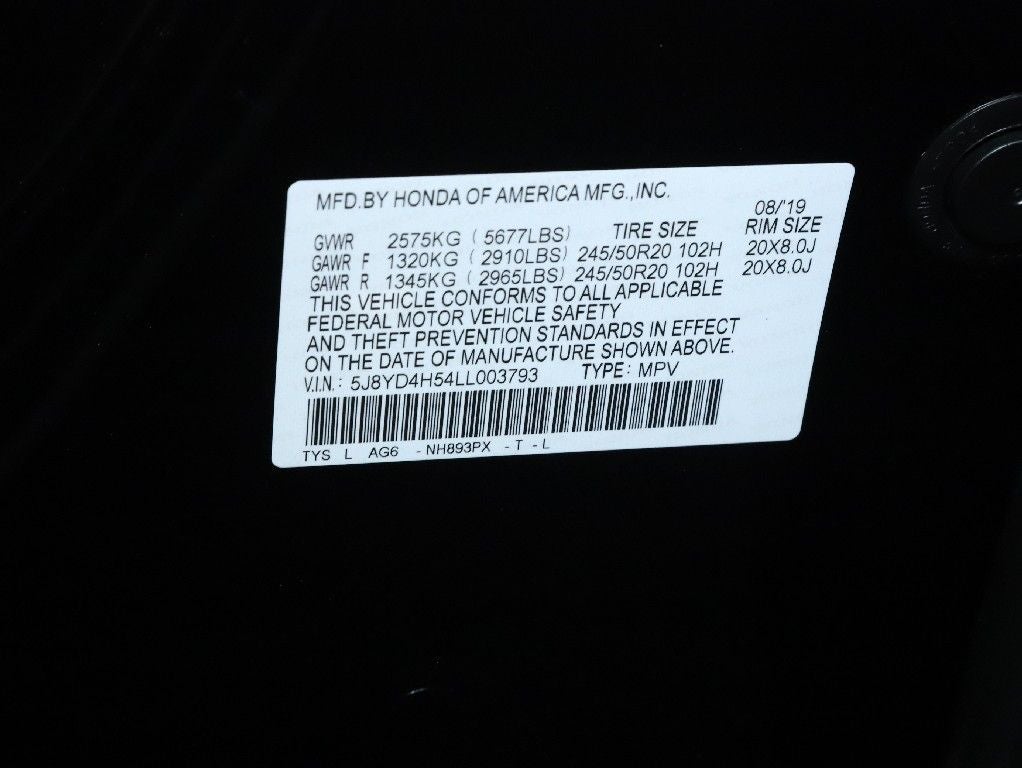 MFD.BY HONDA OF AMERICA MFG.,INC.
08/'19
GVWR 2575KG ( 5677LBS) TIRE SIZE RIM SIZE
GAWR F 1320KG ( 2910LBS) 245/50R20 102H 20X8.0J
GAWR R 1345KG ( 2965LBS) 245/50R20 102H 20X8.0J
THIS VEHICLE CONFORMS TO ALL APPLICABLE
FEDERAL MOTOR VEHICLE SAFETY
AND THEFT PREVENTION STANDARDS IN EFFECT
ON THE DATE OF MANUFACTURE SHOWN ABOVE.
V.I.N.: 5J8YD4H54LL003793 TYPE: MPV
TYS L AG6 - NH893PX - T - L